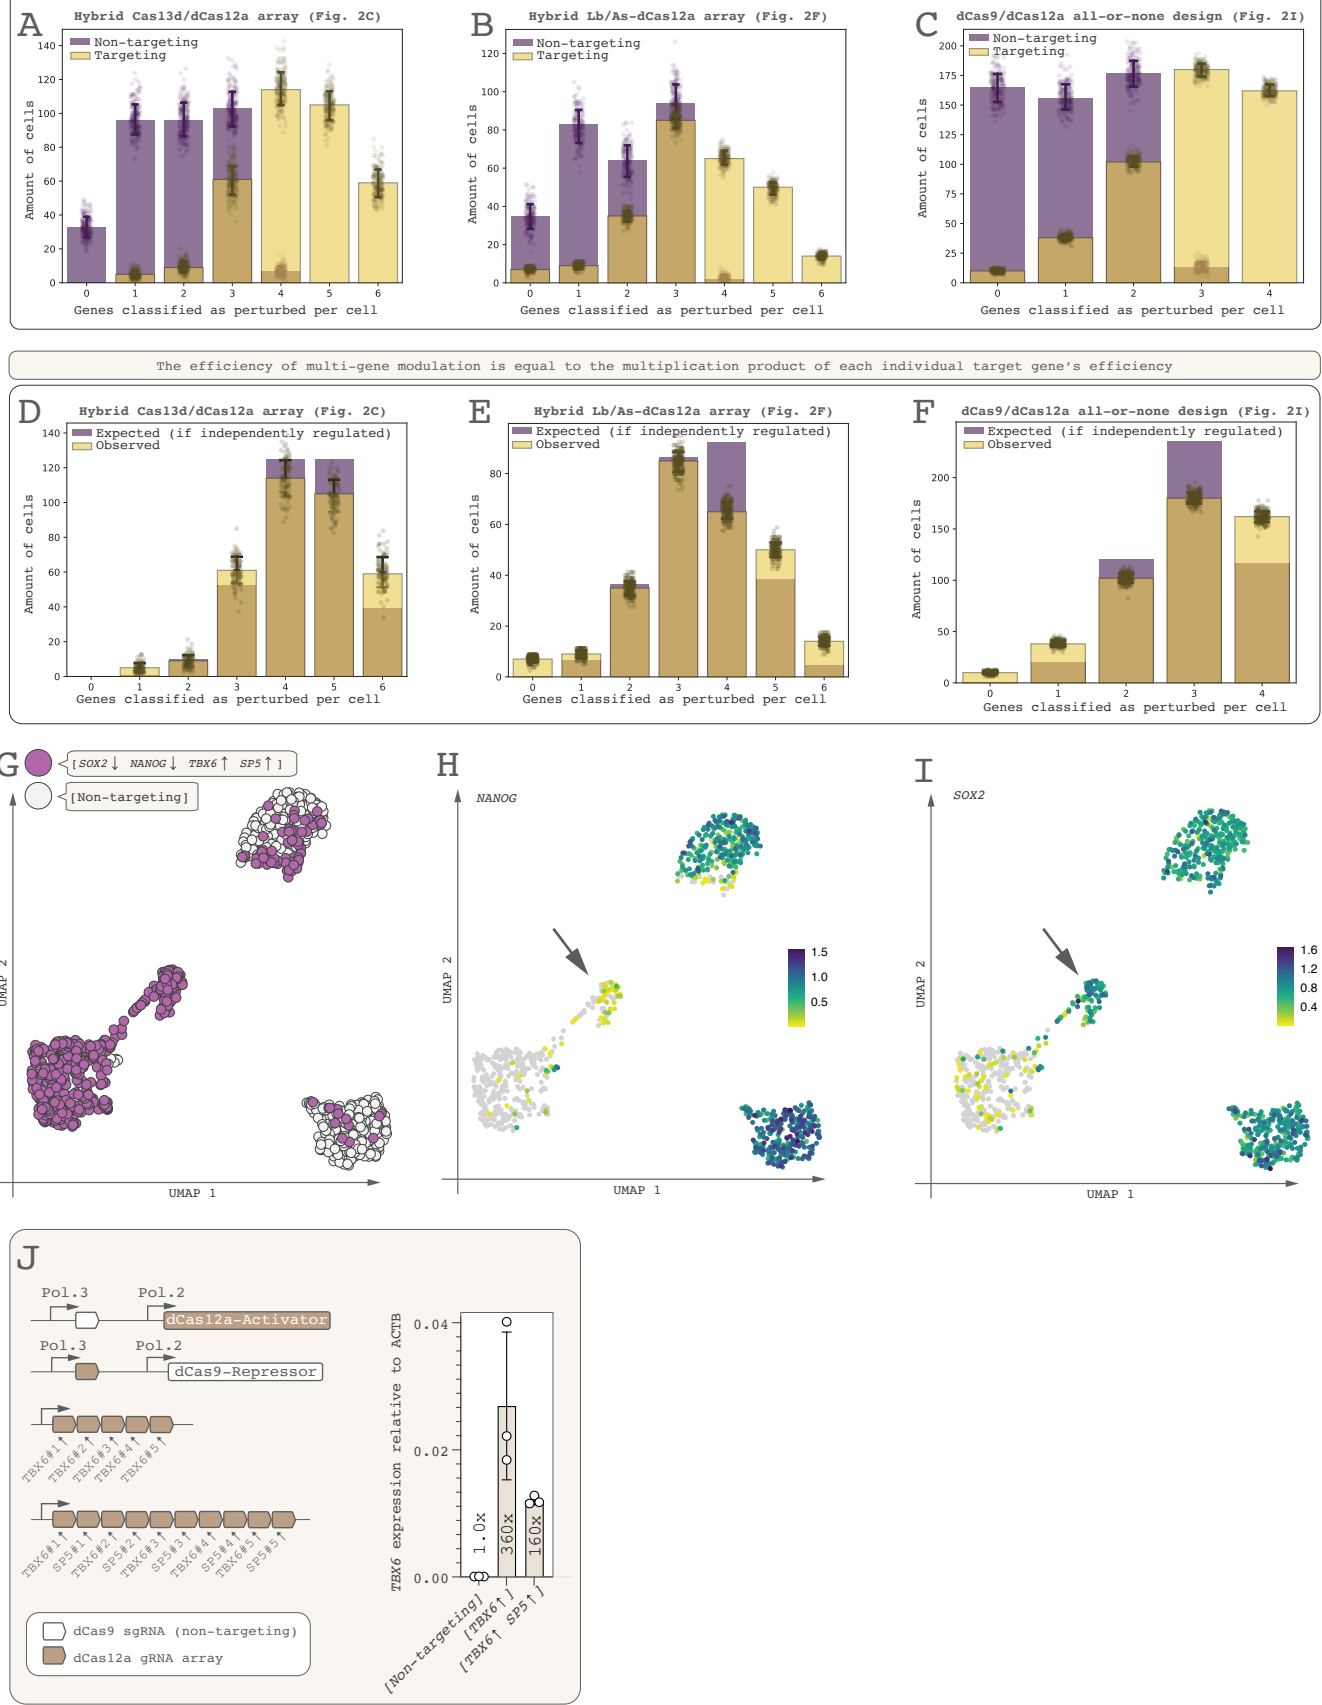 A
Hybrid Cas13d/dCas12a array (Fig. 2C)
Non-targeting
Targeting
Amount of cells
140
120
100
80
60
40
20
0
0 1 2 3 4 5 6
Genes classified as perturbed per cell
B
Hybrid Lb/As-dCas12a array (Fig. 2F)
Non-targeting
Targeting
Amount of cells
120
100
80
60
40
20
0
0 1 2 3 4 5 6
Genes classified as perturbed per cell
C
dCas9/dCas12a all-or-none design (Fig. 2I)
Non-targeting
Targeting
Amount of cells
200
175
150
125
100
75
50
25
0
0 1 2 3 4
Genes classified as perturbed per cell
The efficiency of multi-gene modulation is equal to the multiplication product of each individual target gene's efficiency
D
Hybrid Cas13d/dCas12a array (Fig. 2C)
Expected (if independently regulated)
Observed
Amount of cells
140
120
100
80
60
40
20
0
0 1 2 3 4 5 6
Genes classified as perturbed per cell
E
Hybrid Lb/As-dCas12a array (Fig. 2F)
Expected (if independently regulated)
Observed
Amount of cells
80
60
40
20
0
0 1 2 3 4 5 6
Genes classified as perturbed per cell
F
dCas9/dCas12a all-or-none design (Fig. 2I)
Expected (if independently regulated)
Observed
Amount of cells
200
150
100
50
0
0 1 2 3 4
Genes classified as perturbed per cell
G
[SOX2↓ NANOG↓ TBX6↑ SP5↑]
[Non-targeting]
UMAP 2
UMAP 1
H
NANOG
1.5
1.0
0.5
UMAP 2
UMAP 1
I
SOX2
1.6
1.2
0.8
0.4
UMAP 2
UMAP 1
J
Pol.3 Pol.2
dCas12a-Activator
Pol.3 Pol.2
dCas9-Repressor
TBX6#1↑
TBX6#2↑
TBX6#3↑
TBX6#4↑
TBX6#5↑
TBX6#1↑
SP5#1↑
TBX6#2↑
SP5#2↑
TBX6#3↑
SP5#3↑
TBX6#4↑
SP5#4↑
TBX6#5↑
SP5#5↑
dCas9 sgRNA (non-targeting)
dCas12a gRNA array
TBX6 expression relative to ACTB
0.04
0.02
0.00
1.0x
360x
160x
[Non-targeting]
[TBX6↑]
[TBX6↑ SP5↑]